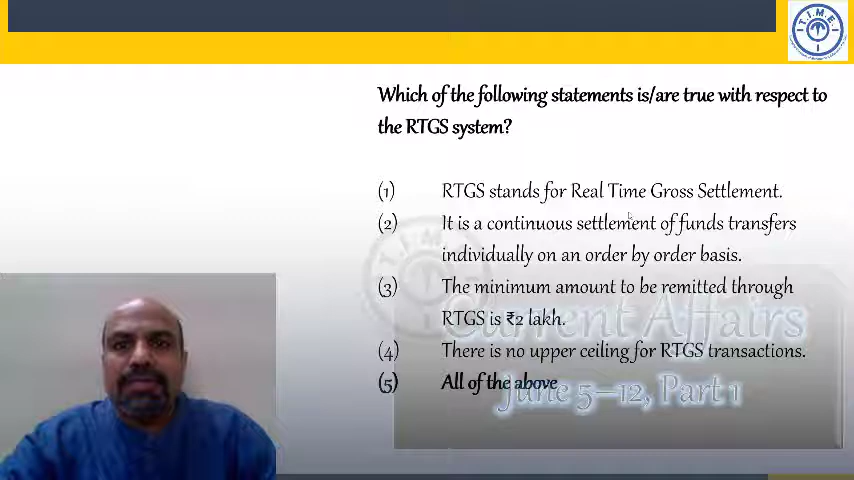 T.I.M.E.
Which of the following statements is/are true with respect to
the RTGS system?
(1) RTGS stands for Real Time Gross Settlement.
(2) It is a continuous settlement of funds transfers
individually on an order by order basis.
(3) The minimum amount to be remitted through
RTGS is ₹2 lakh.
(4) There is no upper ceiling for RTGS transactions.
(5) All of the above
Current Affairs
June 5–12, Part 1